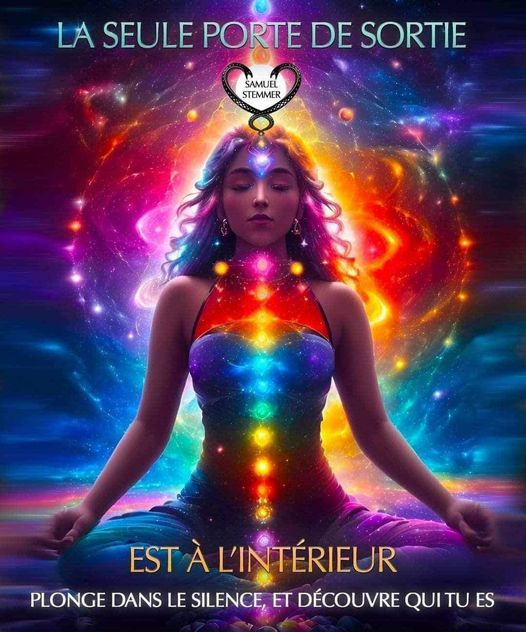 LA SEULE PORTE DE SORTIE
SAMUEL
STEMMER
EST À L'INTÉRIEUR
PLONGE DANS LE SILENCE, ET DÉCOUVRE QUI TU ES